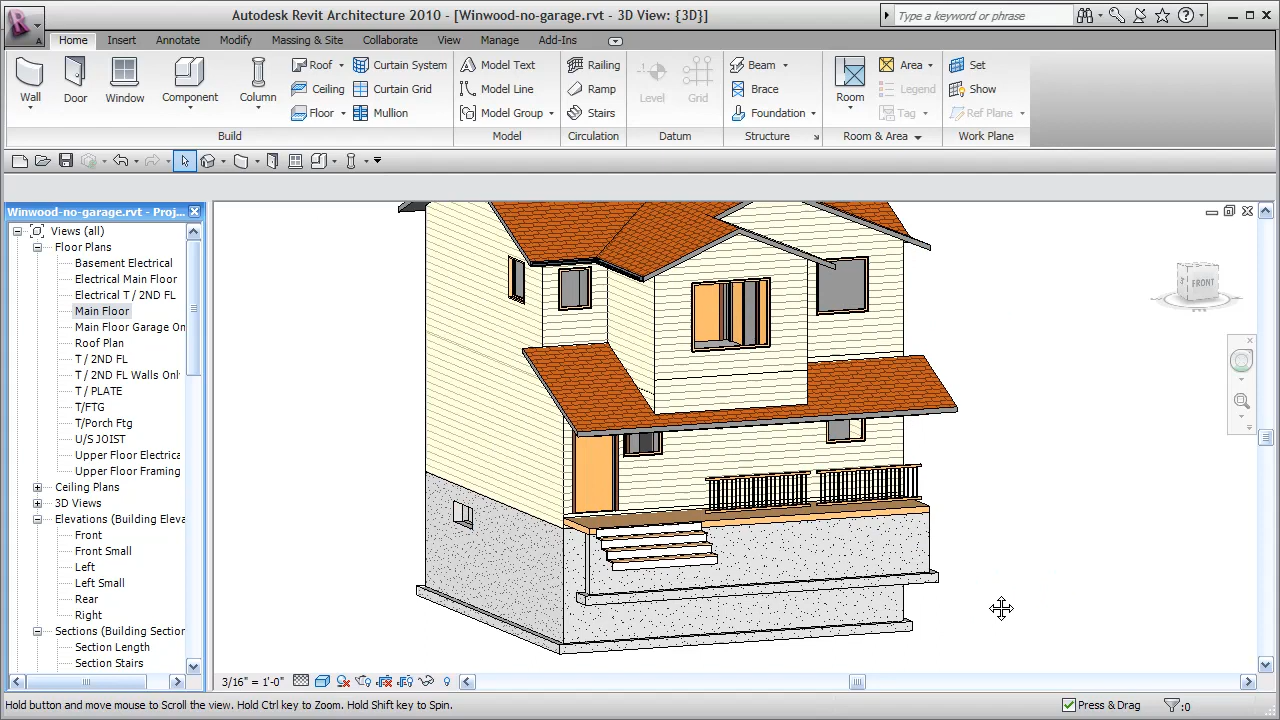 Autodesk Revit Architecture 2010 - [Winwood-no-garage.rvt - 3D View: {3D}]
Type a keyword or phrase
Home Insert Annotate Modify Massing & Site Collaborate View Manage Add-Ins
Wall Door Window Component Column
Roof Curtain System
Ceiling Curtain Grid
Floor Mullion
Build
Model Text
Model Line
Model Group
Model
Railing
Ramp
Stairs
Circulation
Level Grid
Datum
Beam
Brace
Foundation
Structure
Room
Area
Legend
Tag
Room & Area
Set
Show
Ref Plane
Work Plane
Winwood-no-garage.rvt - Proj...
Views (all)
Floor Plans
Basement Electrical
Electrical Main Floor
Electrical T / 2ND FL
Main Floor
Main Floor Garage On
Roof Plan
T / 2ND FL
T / 2ND FL Walls Onl
T / PLATE
T/FTG
T/Porch Ftg
U/S JOIST
Upper Floor Electrica
Upper Floor Framing
Ceiling Plans
3D Views
Elevations (Building Eleva
Front
Front Small
Left
Left Small
Rear
Right
Sections (Building Section
Section Length
Section Stairs
FRONT
3/16" = 1'-0"
Hold button and move mouse to Scroll the view. Hold Ctrl key to Zoom. Hold Shift key to Spin.
Press & Drag
:0